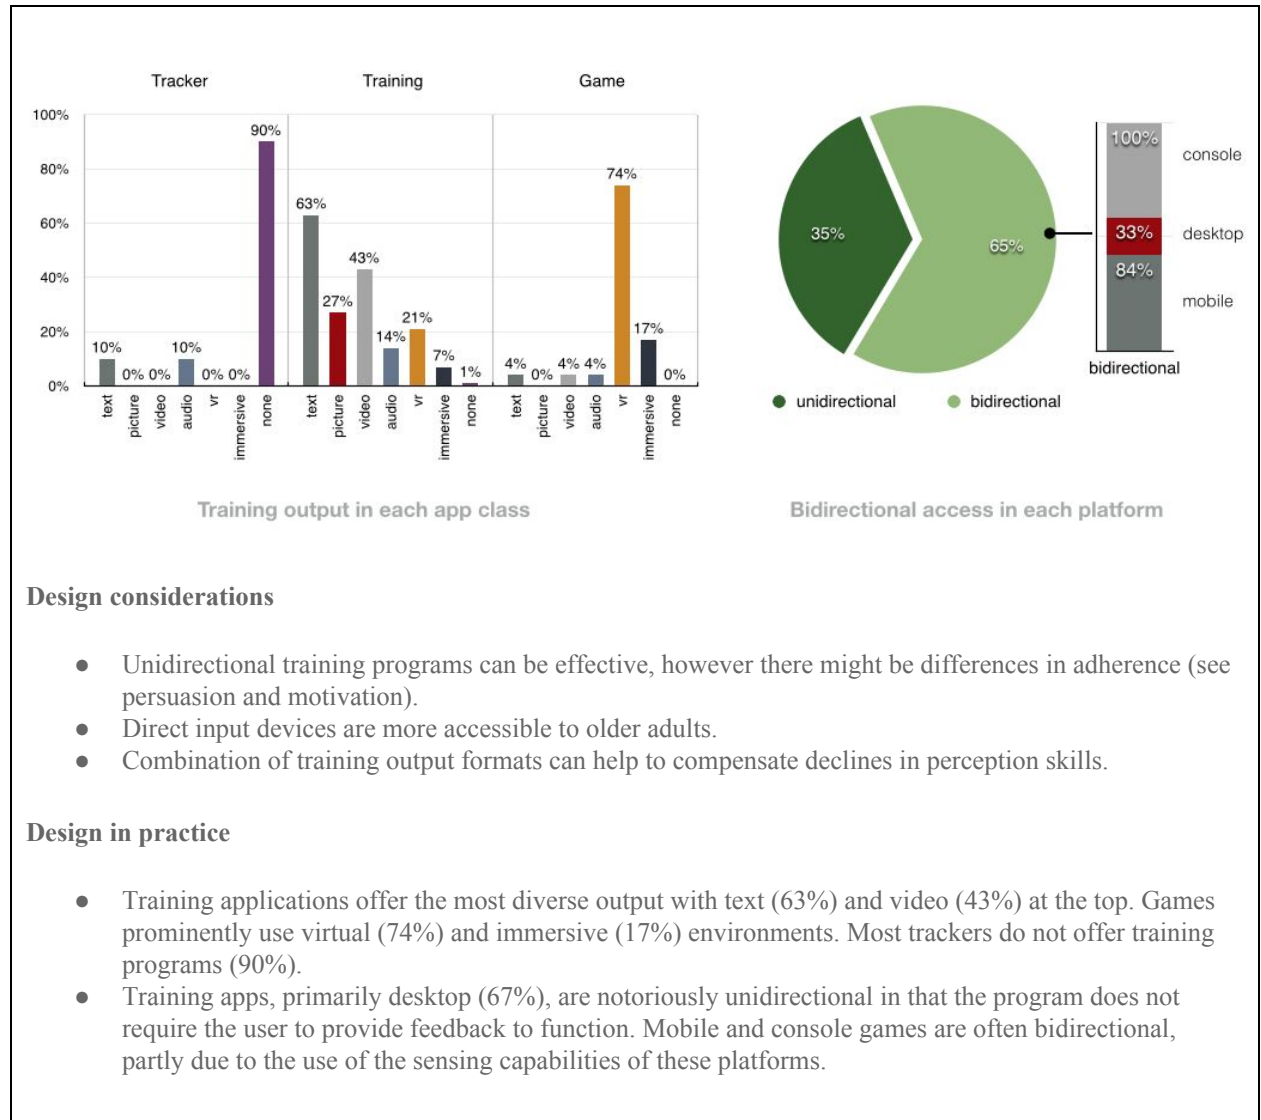 Tracker Training Game
100%
80%
60%
40%
20%
0%
10% 0% 0% 10% 0% 0% 90%
63% 27% 43% 14% 21% 7% 1%
4% 0% 4% 4% 74% 17% 0%
text picture video audio vr immersive none
text picture video audio vr immersive none
text picture video audio vr immersive none
Training output in each app class
35%
65%
unidirectional bidirectional
100% console
33% desktop
84% mobile
bidirectional
Bidirectional access in each platform
Design considerations
● Unidirectional training programs can be effective, however there might be differences in adherence (see
persuasion and motivation).
● Direct input devices are more accessible to older adults.
● Combination of training output formats can help to compensate declines in perception skills.
Design in practice
● Training applications offer the most diverse output with text (63%) and video (43%) at the top. Games
prominently use virtual (74%) and immersive (17%) environments. Most trackers do not offer training
programs (90%).
● Training apps, primarily desktop (67%), are notoriously unidirectional in that the program does not
require the user to provide feedback to function. Mobile and console games are often bidirectional,
partly due to the use of the sensing capabilities of these platforms.